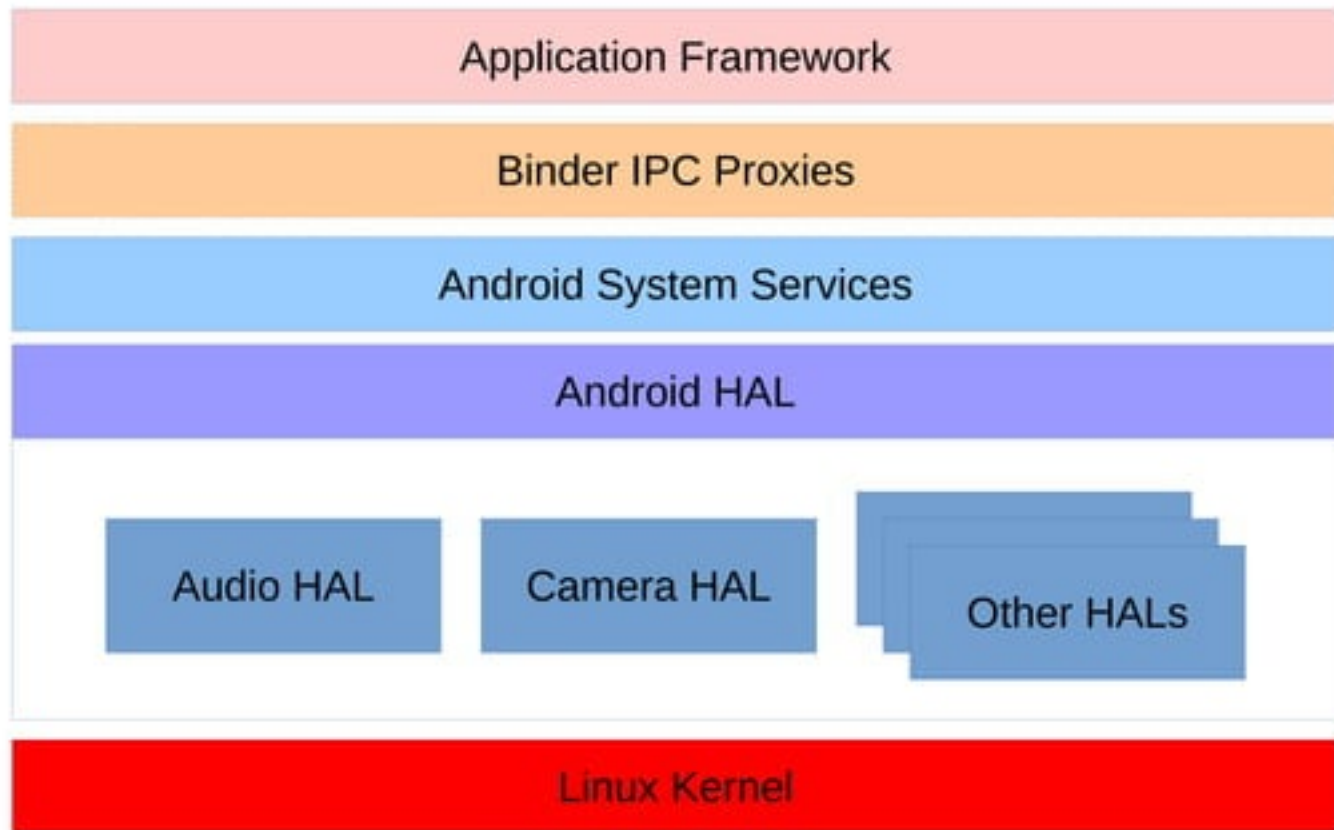 Application Framework
Binder IPC Proxies
Android System Services
Android HAL
Audio HAL
Camera HAL
Other HALs
Linux Kernel